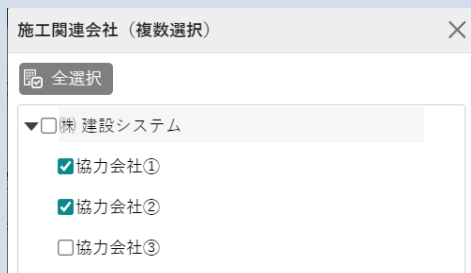 施工関連会社（複数選択）
全選択
㈱ 建設システム
協力会社①
協力会社②
協力会社③